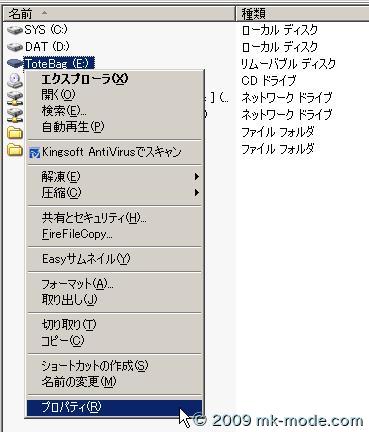 名前 種類
SYS (C:) ローカル ディスク
DAT (D:) ローカル ディスク
ToteBag (E:) リムーバブル ディスク
エクスプローラ(X) CD ドライブ
開く(O) ] (... ネットワーク ドライブ
検索(E)... ネットワーク ドライブ
自動再生(P) ファイル フォルダ
Kingsoft AntiVirusでスキャン ファイル フォルダ
解凍(E)
圧縮(C)
共有とセキュリティ(H)...
FireFileCopy...
Easyサムネイル(Y)
フォーマット(A)...
取り出し(J)
切り取り(T)
コピー(C)
ショートカットの作成(S)
名前の変更(M)
プロパティ(R)
© 2009 mk-mode.com